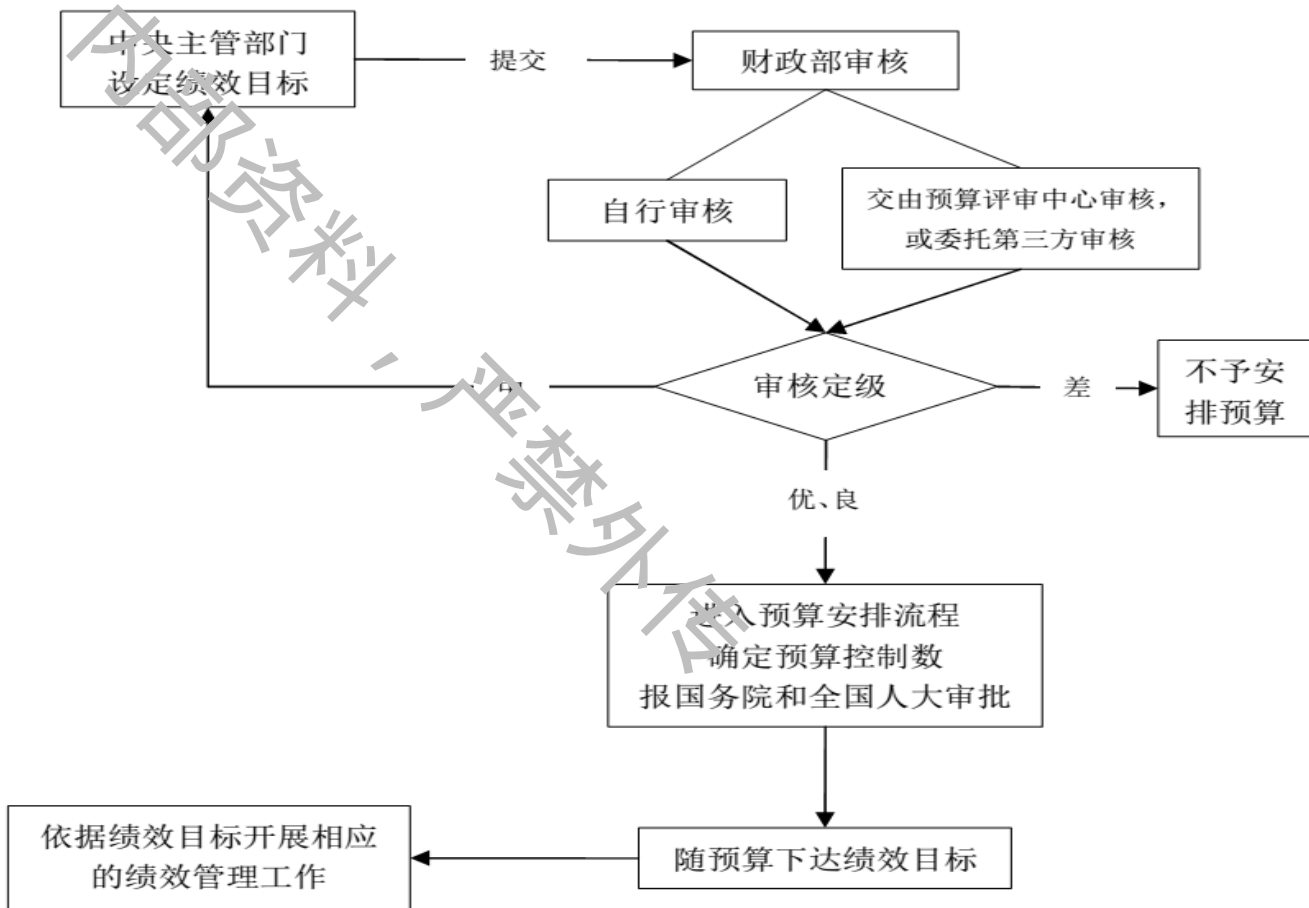 中央主管部门
设定绩效目标
提交
财政部审核
自行审核
交由预算评审中心审核,
或委托第三方审核
中
审核定级
差
不予安
排预算
优、良
进入预算安排流程
确定预算控制数
报国务院和全国人大审批
随预算下达绩效目标
依据绩效目标开展相应
的绩效管理工作
内部资料，严禁外传